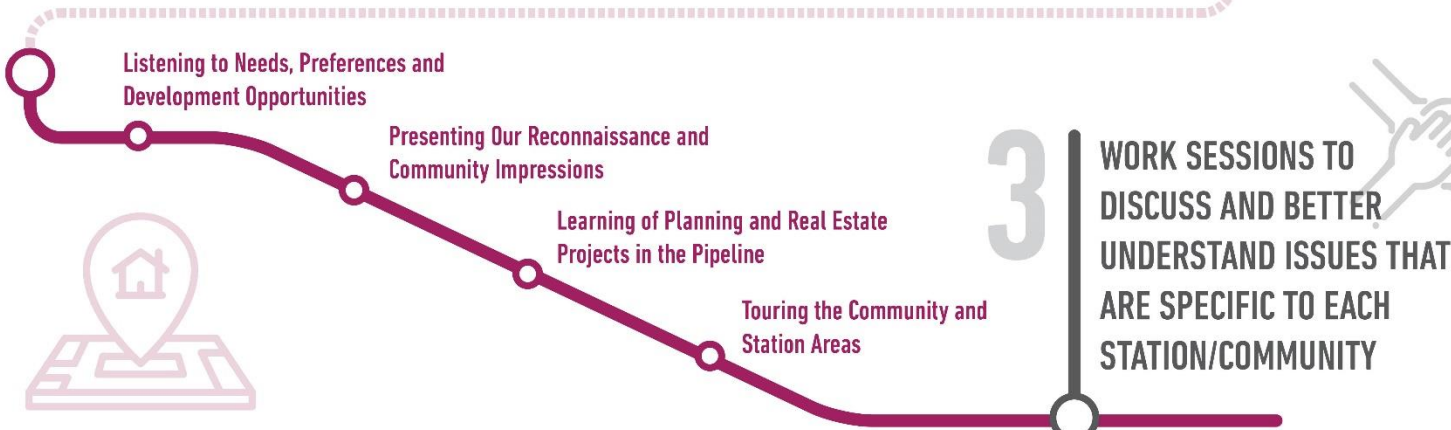 Listening to Needs, Preferences and
Development Opportunities
Presenting Our Reconnaissance and
Community Impressions
Learning of Planning and Real Estate
Projects in the Pipeline
Touring the Community and
Station Areas
3
WORK SESSIONS TO
DISCUSS AND BETTER
UNDERSTAND ISSUES THAT
ARE SPECIFIC TO EACH
STATION/COMMUNITY